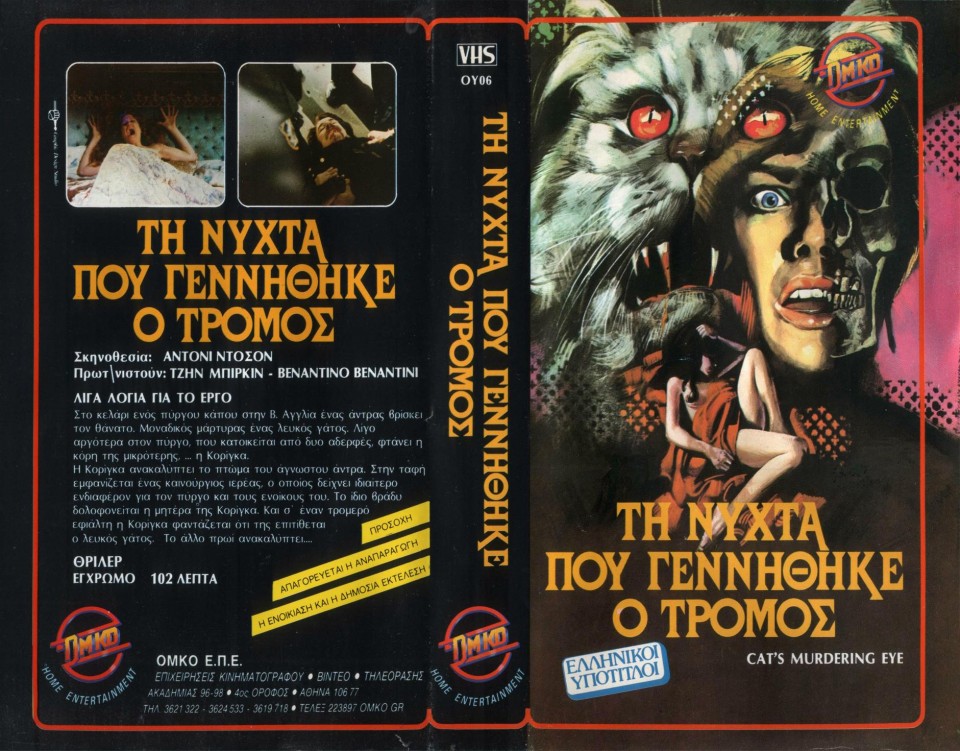 ΤΗ ΝΥΧΤΑ
ΠΟΥ ΓΕΝΝΗΘΗΚΕ
Ο ΤΡΟΜΟΣ
Σκηνοθεσία: ΑΝΤΟΝΙ ΝΤΟΣΟΝ
Πρωτ\νιστούν: ΤΖΗΝ ΜΠΙΡΚΙΝ - ΒΕΝΑΝΤΙΝΟ ΒΕΝΑΝΤΙΝΙ
ΛΙΓΑ ΛΟΓΙΑ ΓΙΑ ΤΟ ΕΡΓΟ
Στο κελάρι ενός πύργου κάπου στην Β. Αγγλία ένας άντρας βρίσκει
τον θάνατο. Μοναδικός μάρτυρας ένας λευκός γάτος. Λίγο
αργότερα στον πύργο, που κατοικείται από δυο αδερφές, φτάνει η
κόρη της μικρότερης, ... η Κορίγκα.
Η Κορίγκα ανακαλύπτει το πτώμα του άγνωστου άντρα. Στην ταφή
εμφανίζεται ένας καινούργιος ιερέας, ο οποίος δείχνει ιδιαίτερο
ενδιαφέρον για τον πύργο και τους ενοίκους του. Το ίδιο βράδυ
δολοφονείται η μητέρα της Κορίγκα. Και σ' έναν τρομερό
εφιάλτη η Κορίγκα φαντάζεται ότι της επιτίθεται
ο λευκός γάτος. Το άλλο πρωί ανακαλύπτει....
ΘΡΙΛΕΡ
ΕΓΧΡΩΜΟ 102 ΛΕΠΤΑ
ΠΡΟΣΟΧΗ
ΑΠΑΓΟΡΕΥΕΤΑΙ Η ΑΝΑΠΑΡΑΓΩΓΗ
Η ΕΝΟΙΚΙΑΣΗ ΚΑΙ Η ΔΗΜΟΣΙΑ ΕΚΤΕΛΕΣΗ
ΟΜΚΟ
HOME ENTERTAINMENT
ΟΜΚΟ Ε.Π.Ε.
ΕΠΙΧΕΙΡΗΣΕΙΣ ΚΙΝΗΜΑΤΟΓΡΑΦΟΥ • ΒΙΝΤΕΟ • ΤΗΛΕΟΡΑΣΗΣ
ΑΚΑΔΗΜΙΑΣ 96-98 • 4ος ΟΡΟΦΟΣ • ΑΘΗΝΑ 106 77
ΤΗΛ. 3621 322 - 3624 533 - 3619 718 • ΤΕΛΕΞ 223897 OMKO GR
VHS
OY06
ΤΗ ΝΥΧΤΑ ΠΟΥ ΓΕΝΝΗΘΗΚΕ
Ο ΤΡΟΜΟΣ
ΟΜΚΟ
HOME ENTERTAINMENT
ΟΜΚΟ
HOME ENTERTAINMENT
ΤΗ ΝΥΧΤΑ
ΠΟΥ ΓΕΝΝΗΘΗΚΕ
Ο ΤΡΟΜΟΣ
CAT'S MURDERING EYE
ΕΛΛΗΝΙΚΟΙ
ΥΠΟΤΙΤΛΟΙ